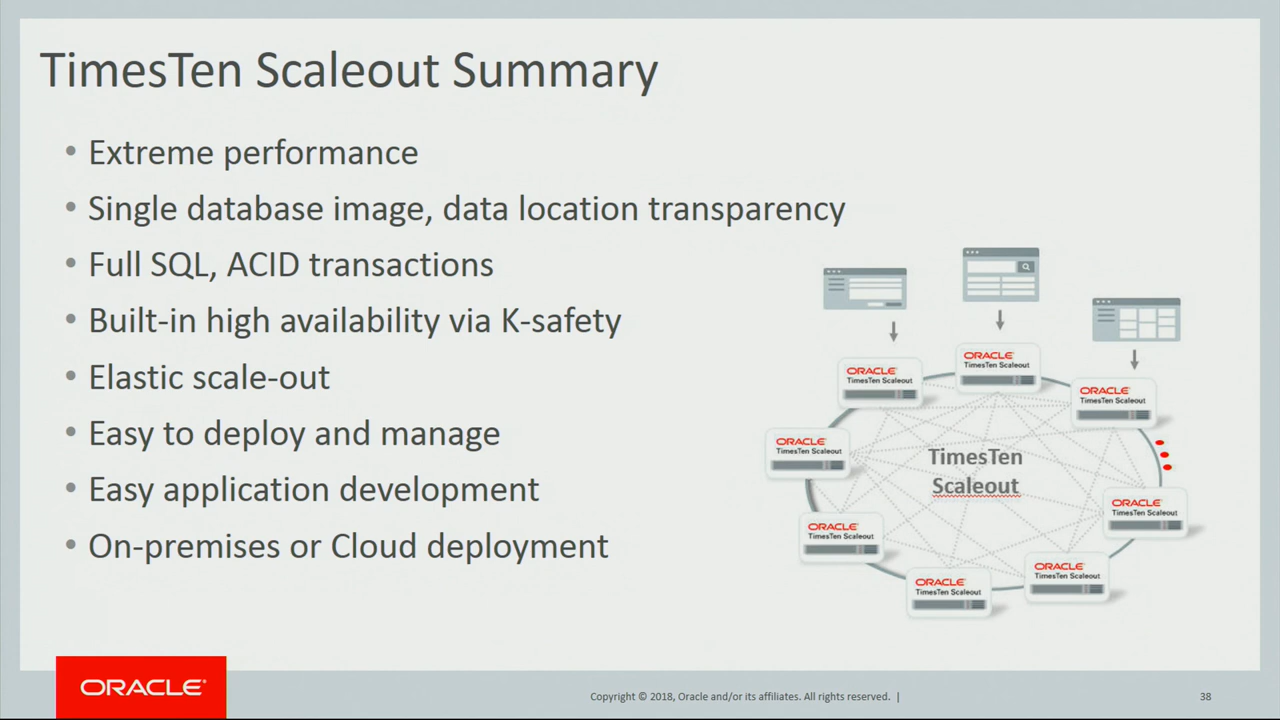 TimesTen Scaleout Summary
• Extreme performance
• Single database image, data location transparency
• Full SQL, ACID transactions
• Built-in high availability via K-safety
• Elastic scale-out
• Easy to deploy and manage
• Easy application development
• On-premises or Cloud deployment
ORACLE
TimesTen Scaleout
ORACLE
TimesTen Scaleout
ORACLE
TimesTen Scaleout
ORACLE
TimesTen Scaleout
TimesTen
Scaleout
ORACLE
TimesTen Scaleout
ORACLE
TimesTen Scaleout
ORACLE
TimesTen Scaleout
ORACLE
TimesTen Scaleout
ORACLE®
Copyright © 2018, Oracle and/or its affiliates. All rights reserved. |
38